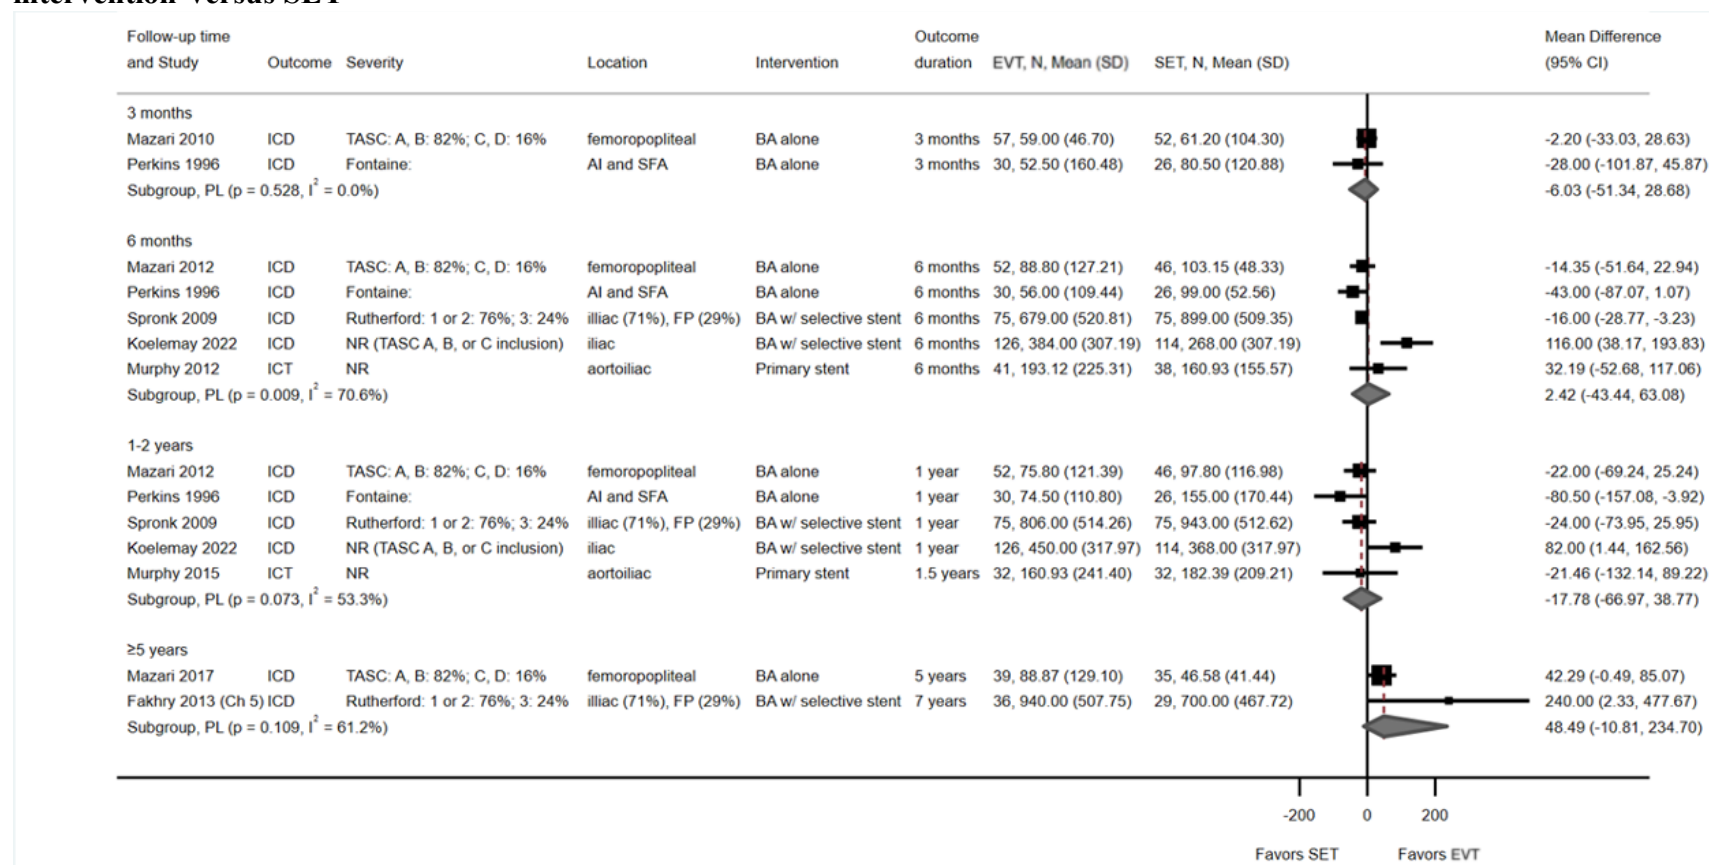 intervention versus SET
Follow-up time Outcome Mean Difference
and Study Outcome Severity Location Intervention duration EVT, N, Mean (SD) SET, N, Mean (SD) (95% CI)
3 months
Mazari 2010 ICD TASC: A, B: 82%; C, D: 16% femoropopliteal BA alone 3 months 57, 59.00 (46.70) 52, 61.20 (104.30) -2.20 (-33.03, 28.63)
Perkins 1996 ICD Fontaine: AI and SFA BA alone 3 months 30, 52.50 (160.48) 26, 80.50 (120.88) -28.00 (-101.87, 45.87)
Subgroup, PL (p = 0.528, I² = 0.0%) -6.03 (-51.34, 28.68)
6 months
Mazari 2012 ICD TASC: A, B: 82%; C, D: 16% femoropopliteal BA alone 6 months 52, 88.80 (127.21) 46, 103.15 (48.33) -14.35 (-51.64, 22.94)
Perkins 1996 ICD Fontaine: AI and SFA BA alone 6 months 30, 56.00 (109.44) 26, 99.00 (52.56) -43.00 (-87.07, 1.07)
Spronk 2009 ICD Rutherford: 1 or 2: 76%; 3: 24% illiac (71%), FP (29%) BA w/ selective stent 6 months 75, 679.00 (520.81) 75, 899.00 (509.35) -16.00 (-28.77, -3.23)
Koelemay 2022 ICD NR (TASC A, B, or C inclusion) iliac BA w/ selective stent 6 months 126, 384.00 (307.19) 114, 268.00 (307.19) 116.00 (38.17, 193.83)
Murphy 2012 ICT NR aortoiliac Primary stent 6 months 41, 193.12 (225.31) 38, 160.93 (155.57) 32.19 (-52.68, 117.06)
Subgroup, PL (p = 0.009, I² = 70.6%) 2.42 (-43.44, 63.08)
1-2 years
Mazari 2012 ICD TASC: A, B: 82%; C, D: 16% femoropopliteal BA alone 1 year 52, 75.80 (121.39) 46, 97.80 (116.98) -22.00 (-69.24, 25.24)
Perkins 1996 ICD Fontaine: AI and SFA BA alone 1 year 30, 74.50 (110.80) 26, 155.00 (170.44) -80.50 (-157.08, -3.92)
Spronk 2009 ICD Rutherford: 1 or 2: 76%; 3: 24% illiac (71%), FP (29%) BA w/ selective stent 1 year 75, 806.00 (514.26) 75, 943.00 (512.62) -24.00 (-73.95, 25.95)
Koelemay 2022 ICD NR (TASC A, B, or C inclusion) iliac BA w/ selective stent 1 year 126, 450.00 (317.97) 114, 368.00 (317.97) 82.00 (1.44, 162.56)
Murphy 2015 ICT NR aortoiliac Primary stent 1.5 years 32, 160.93 (241.40) 32, 182.39 (209.21) -21.46 (-132.14, 89.22)
Subgroup, PL (p = 0.073, I² = 53.3%) -17.78 (-66.97, 38.77)
≥5 years
Mazari 2017 ICD TASC: A, B: 82%; C, D: 16% femoropopliteal BA alone 5 years 39, 88.87 (129.10) 35, 46.58 (41.44) 42.29 (-0.49, 85.07)
Fakhry 2013 (Ch 5) ICD Rutherford: 1 or 2: 76%; 3: 24% illiac (71%), FP (29%) BA w/ selective stent 7 years 36, 940.00 (507.75) 29, 700.00 (467.72) 240.00 (2.33, 477.67)
Subgroup, PL (p = 0.109, I² = 61.2%) 48.49 (-10.81, 234.70)
-200 0 200
Favors SET Favors EVT